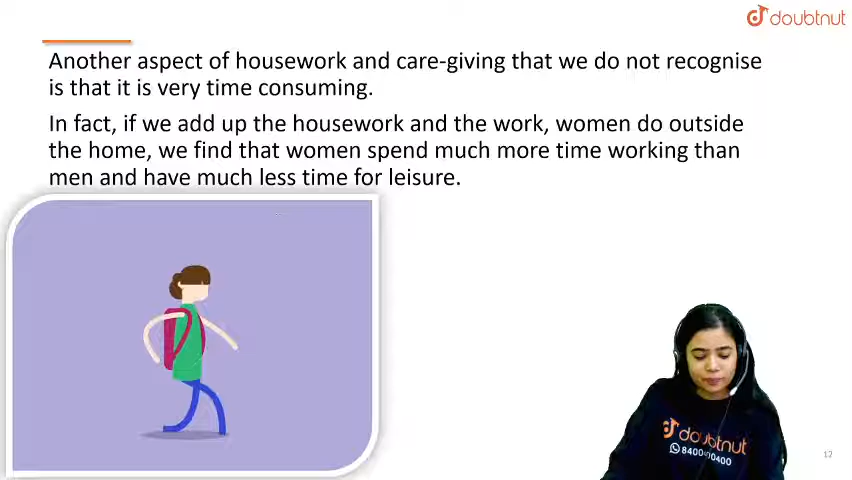 doubtnut
Another aspect of housework and care-giving that we do not recognise
is that it is very time consuming.
In fact, if we add up the housework and the work, women do outside
the home, we find that women spend much more time working than
men and have much less time for leisure.
doubtnut
12